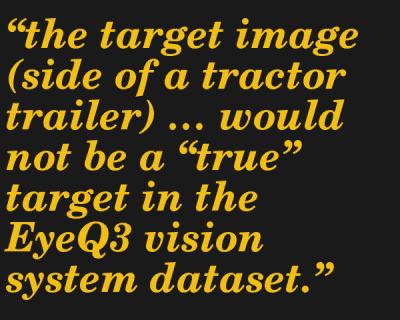 “the target image
(side of a tractor
trailer) ... would
not be a “true”
target in the
EyeQ3 vision
system dataset.”